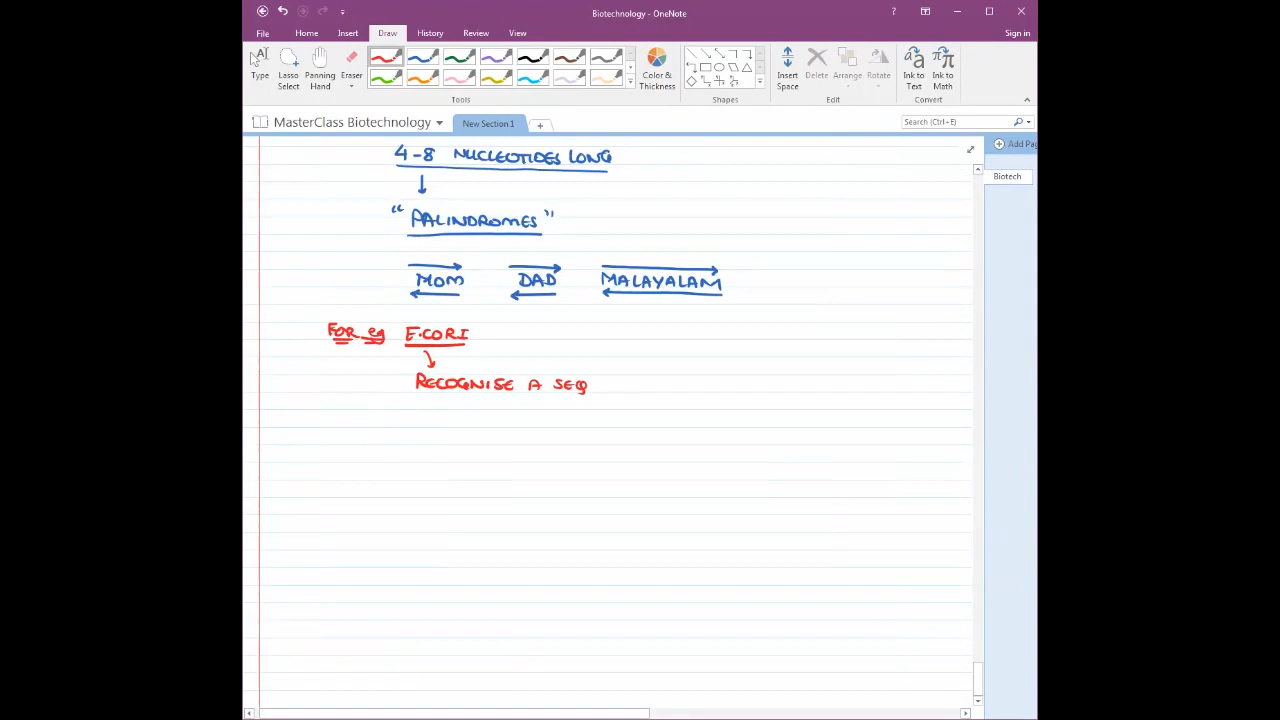 Biotechnology - OneNote
?
File Home Insert Draw History Review View
Sign in
Type
Lasso Select
Panning Hand
Eraser
Color & Thickness
Insert Space
Delete
Arrange
Rotate
Ink to Text
Ink to Math
Tools
Shapes
Edit
Convert
MasterClass Biotechnology
New Section 1
Search (Ctrl+E)
Add Pag
Biotech
4-8 NUCLEOTIDES LONG
"PALINDROMES"
MOM DAD MALAYALAM
FOR eg E.CORI
RECOGNISE A SEQ